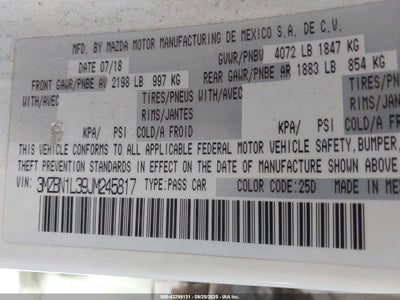 MFD. BY MAZDA MOTOR MANUFACTURING DE MEXICO S.A. DE C.V.
DATE 07/18 GVWR/PNBV 4072 LB 1847 KG
FRONT GAWR/PNBE AV 2198 LB 997 KG REAR GAWR/PNBE AR 1883 LB 854 KG
WITH/AVEC TIRES/PNEUS WITH/AVEC TIRES/PNEUS
RIMS/JANTES RIMS/JANTES
KPA/ PSI COLD/A FROID KPA/ PSI COLD/A FROID
THIS VEHICLE CONFORMS TO ALL APPLICABLE FEDERAL MOTOR VEHICLE SAFETY, BUMPER,
THEFT PREVENTION STANDARDS IN EFFECT ON THE DATE OF MANUFACTURE SHOWN
VIN: 3MZBN1L39JM245817 TYPE:PASS CAR COLOR CODE:25D MADE IN
000-43299131 - 09/29/2025 - IAA Inc.